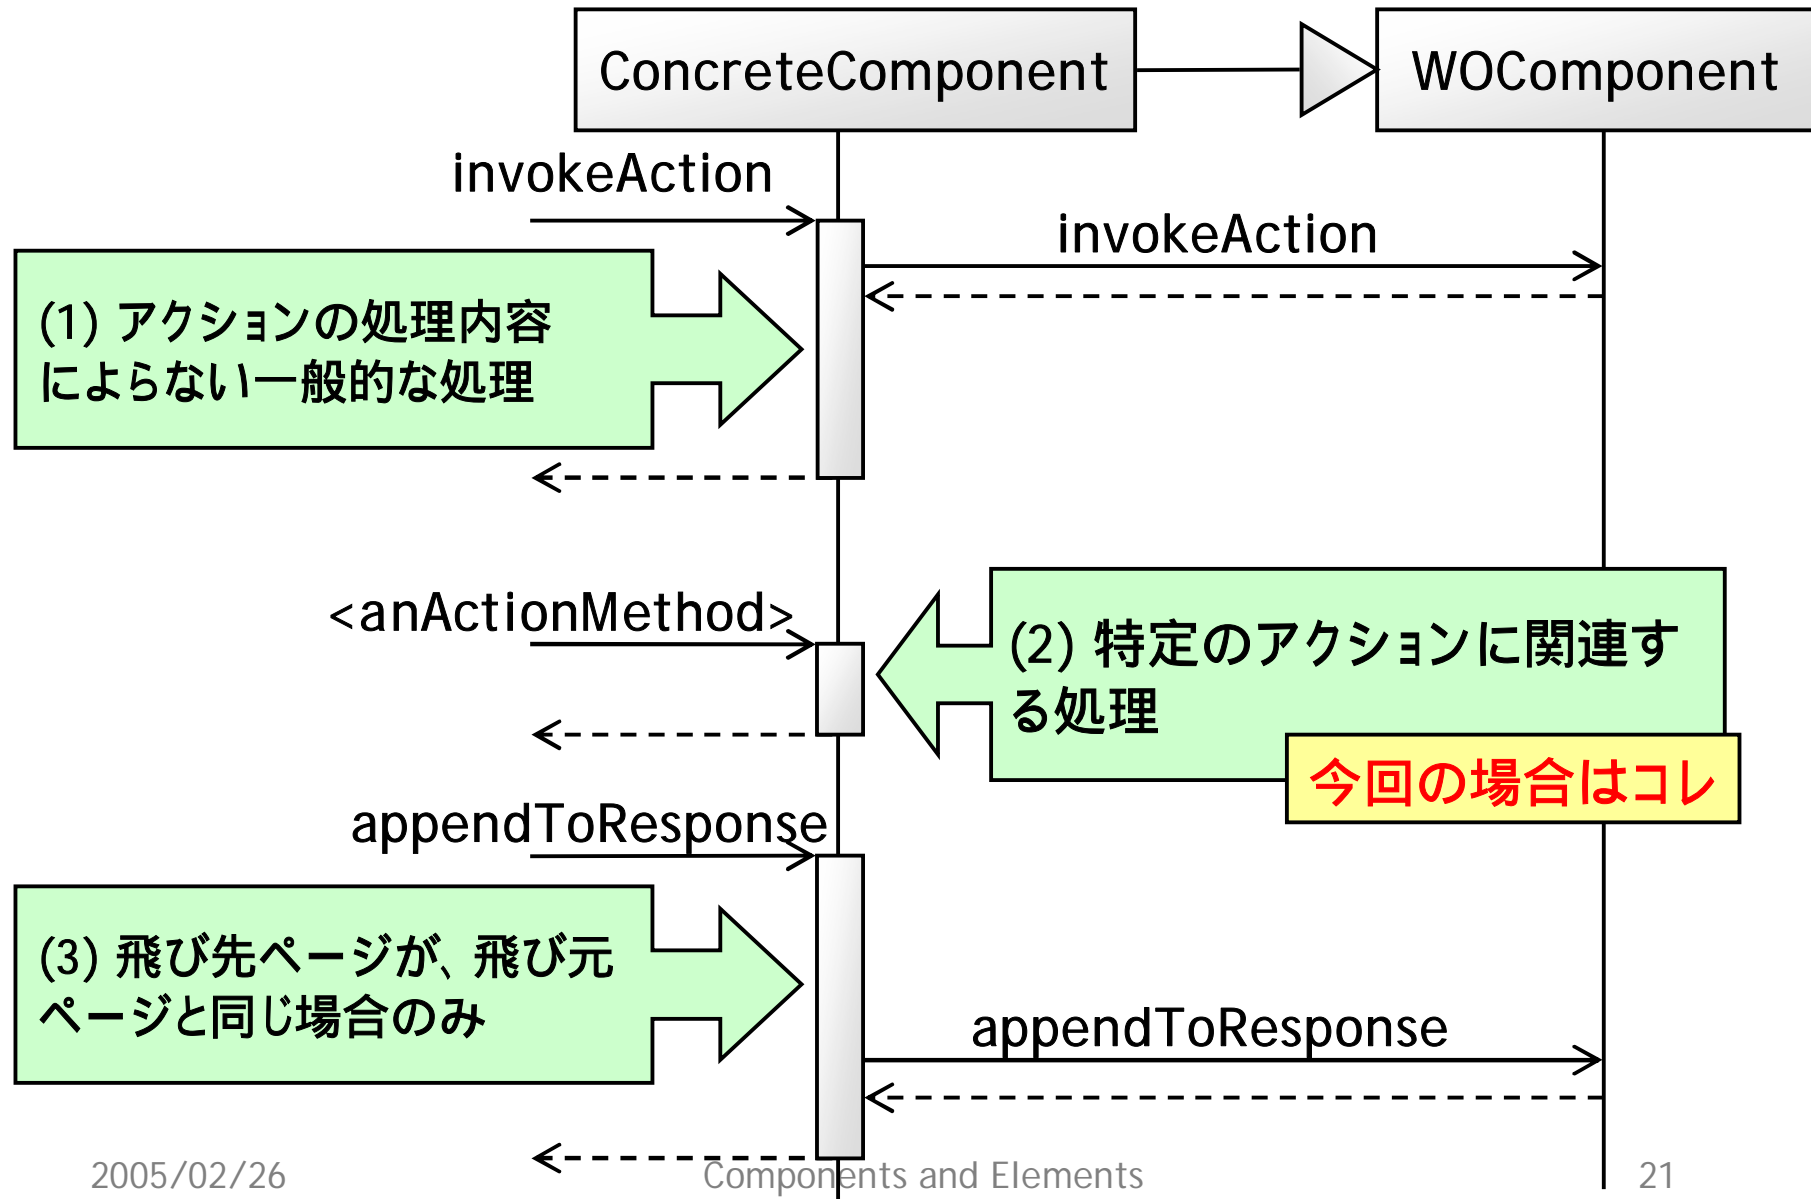 ConcreteComponent
WOComponent
invokeAction
invokeAction
(1) アクションの処理内容
によらない一般的な処理
<anActionMethod>
(2) 特定のアクションに関連す
る処理
今回の場合はコレ
appendToResponse
(3) 飛び先ページが、飛び元
ページと同じ場合のみ
appendToResponse
2005/02/26
Components and Elements
21